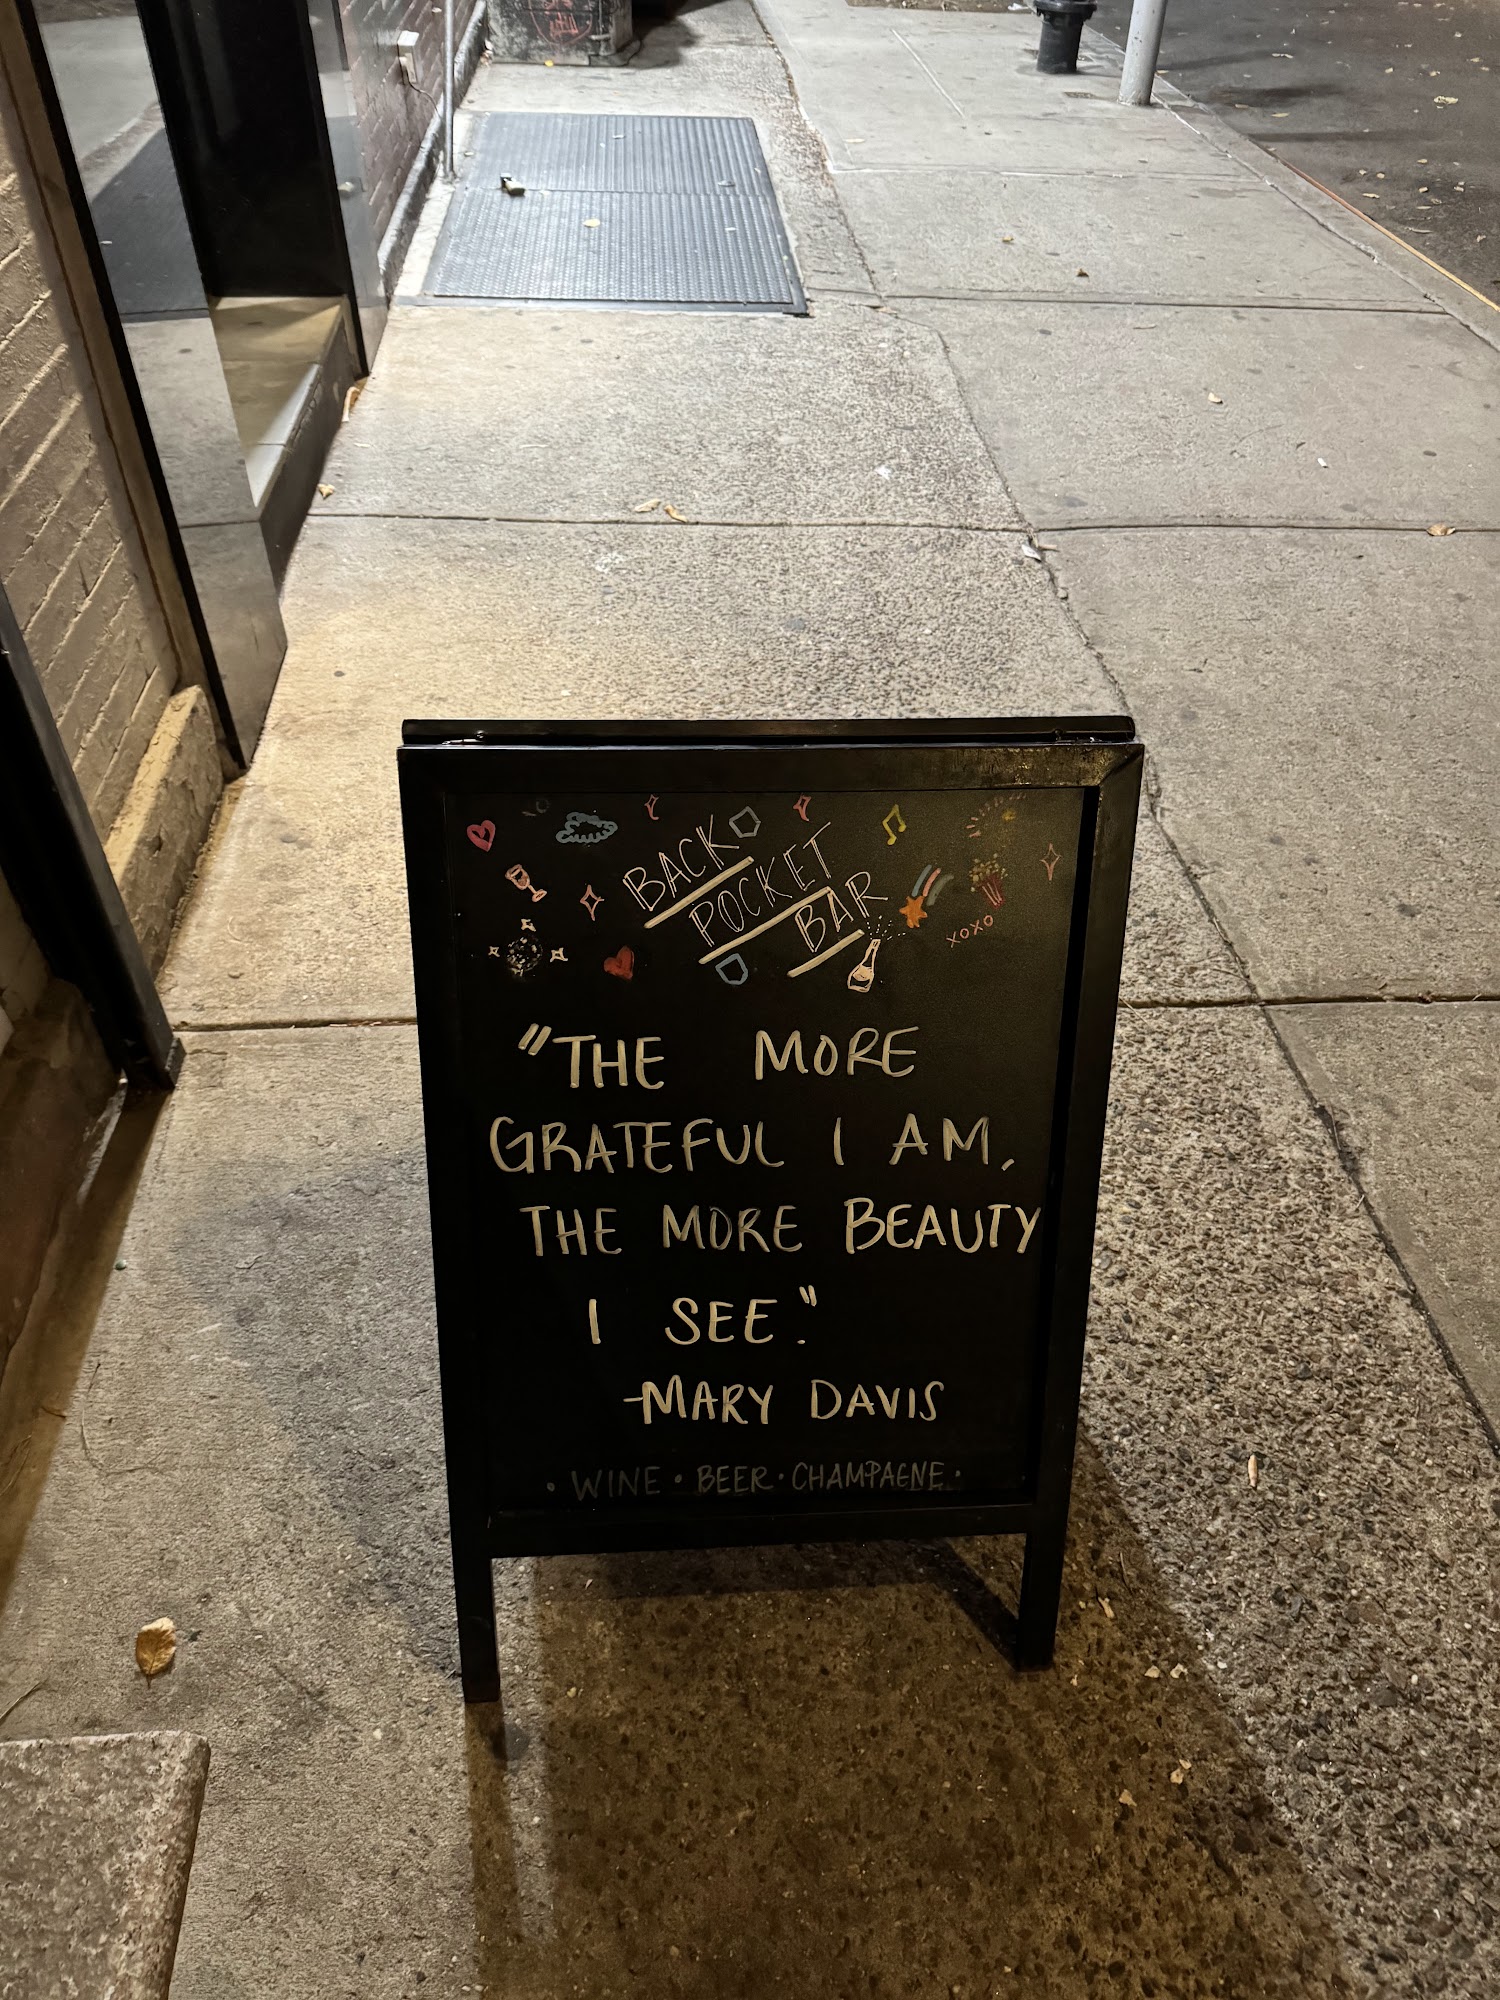 BACK
POCKET
BAR
XOXO
"THE MORE
GRATEFUL I AM,
THE MORE BEAUTY
I SEE."
-MARY DAVIS
• WINE • BEER • CHAMPAGNE •